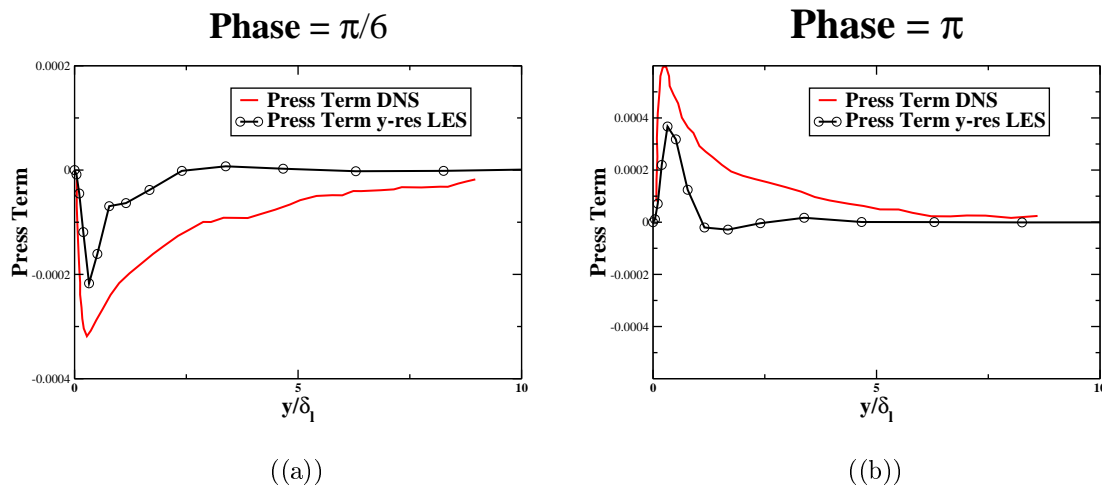 Phase = π/6
0.0002
0
-0.0002
-0.0004
Press Term
Press Term DNS
Press Term y-res LES
0
5
10
y/δl
((a))
Phase = π
0.0004
0.0002
0
-0.0002
-0.0004
Press Term
Press Term DNS
Press Term y-res LES
0
5
10
y/δl
((b))